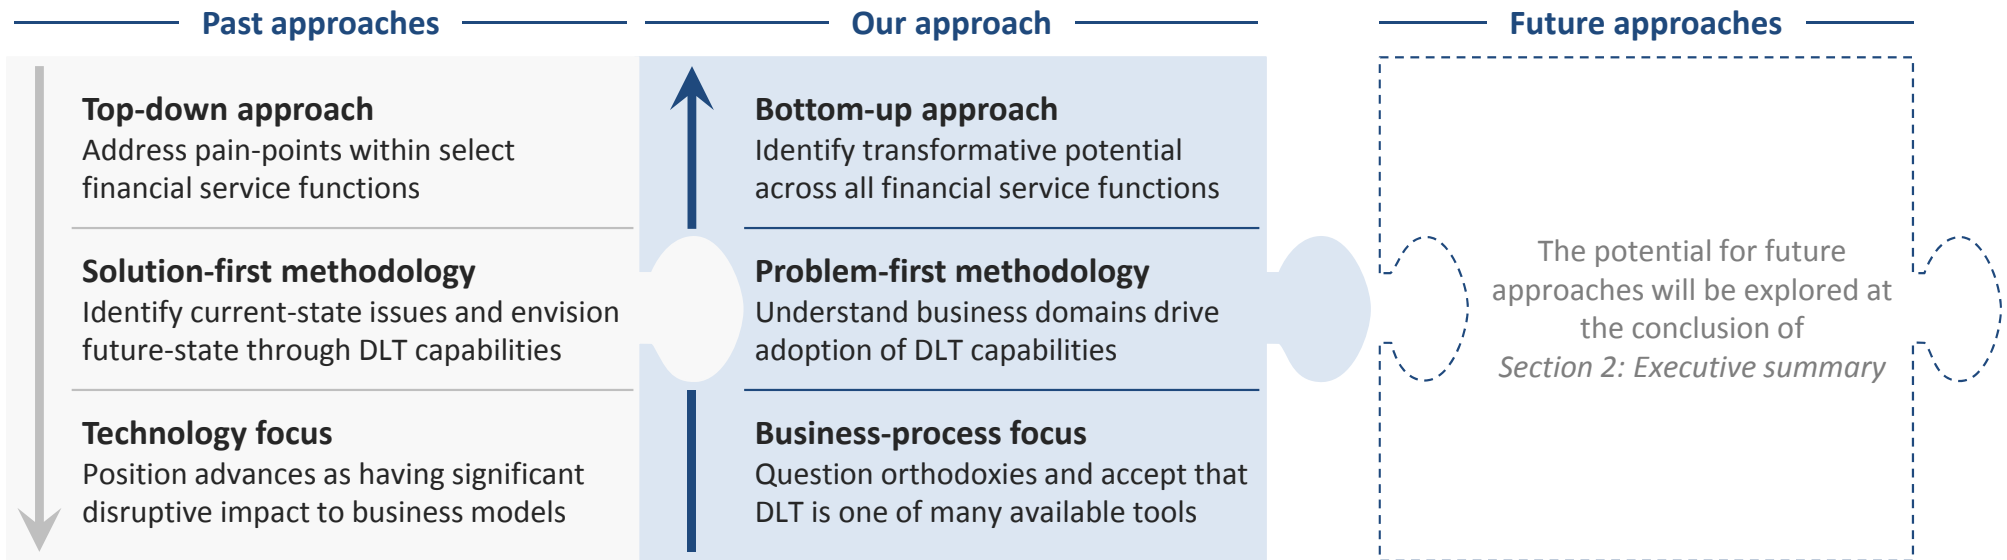 Past approaches
Top-down approach
Address pain-points within select
financial service functions
Solution-first methodology
Identify current-state issues and envision
future-state through DLT capabilities
Technology focus
Position advances as having significant
disruptive impact to business models
Our approach
Bottom-up approach
Identify transformative potential
across all financial service functions
Problem-first methodology
Understand business domains drive
adoption of DLT capabilities
Business-process focus
Question orthodoxies and accept that
DLT is one of many available tools
Future approaches
The potential for future
approaches will be explored at
the conclusion of
Section 2: Executive summary